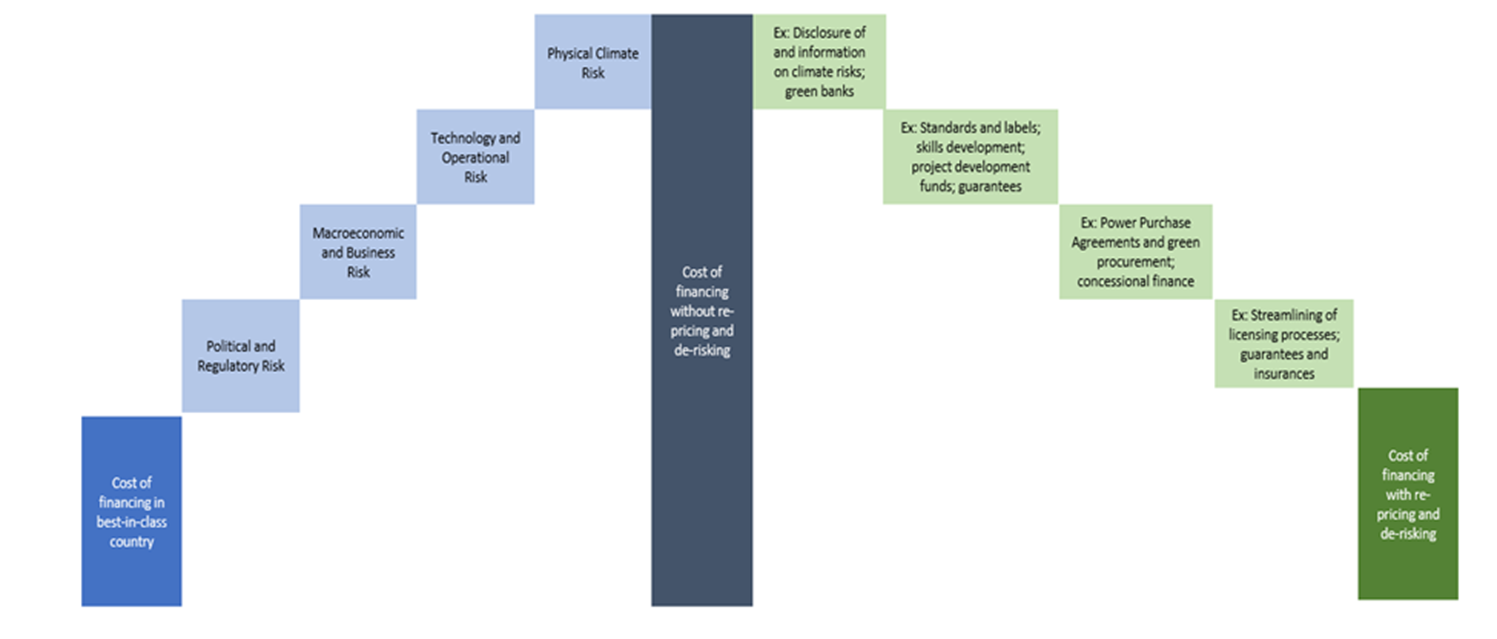 Physical Climate
Risk
Technology and
Operational
Risk
Macroeconomic
and Business
Risk
Political and
Regulatory Risk
Cost of
financing in
best-in-class
country
Cost of
financing
without re-
pricing and
de-risking
Ex: Disclosure of
and information
on climate risks;
green banks
Ex: Standards and labels;
skills development;
project development
funds; guarantees
Ex: Power Purchase
Agreements and green
procurement;
concessional finance
Ex: Streamlining of
licensing processes;
guarantees and
insurances
Cost of
financing
with re-
pricing and
de-risking